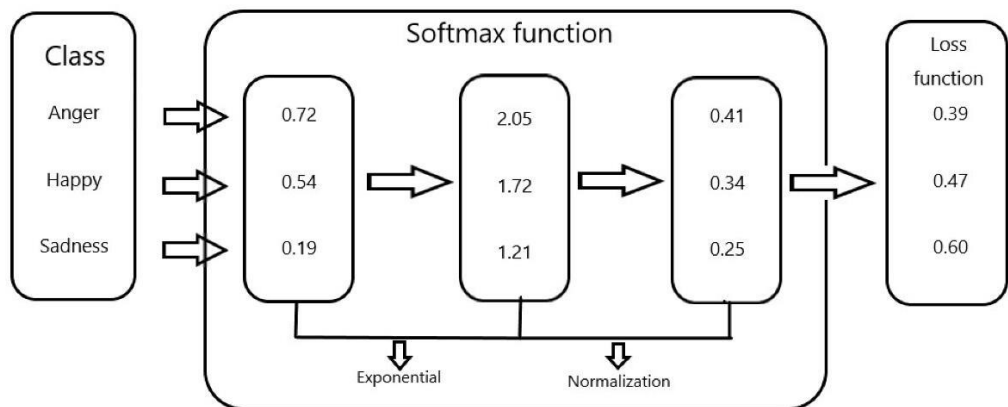 Softmax function
Class
Anger
Happy
Sadness
0.72
0.54
0.19
2.05
1.72
1.21
0.41
0.34
0.25
Loss
function
0.39
0.47
0.60
Exponential
Normalization